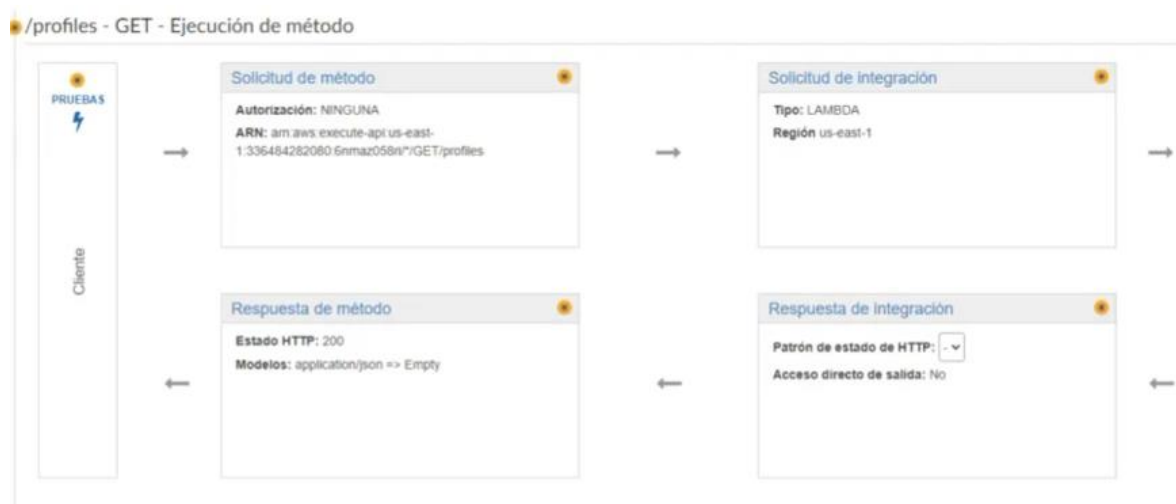 /profiles - GET - Ejecución de método
PRUEBAS
Cliente
Solicitud de método
Autorización: NINGUNA
ARN: arn:aws:execute-api:us-east-
1:336484282080:6nmaz058ri/*/GET/profiles
Solicitud de integración
Tipo: LAMBDA
Región us-east-1
Respuesta de método
Estado HTTP: 200
Modelos: application/json => Empty
Respuesta de integración
Patrón de estado de HTTP: -
Acceso directo de salida: No